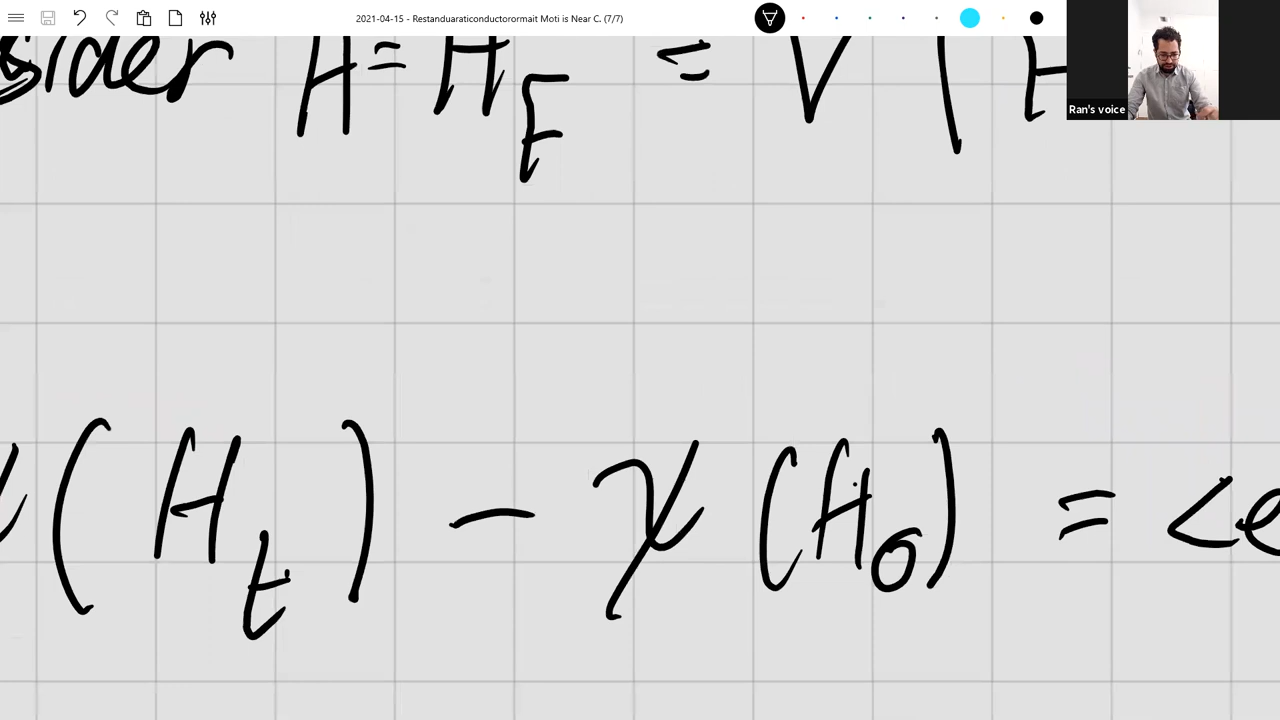 2021-04-15 - Restanduaraticonductorormait Moti is Near C. (7/7)
Ran's voice
sider H = H_F = V (
χ(H_t) - χ(H_0) = <e